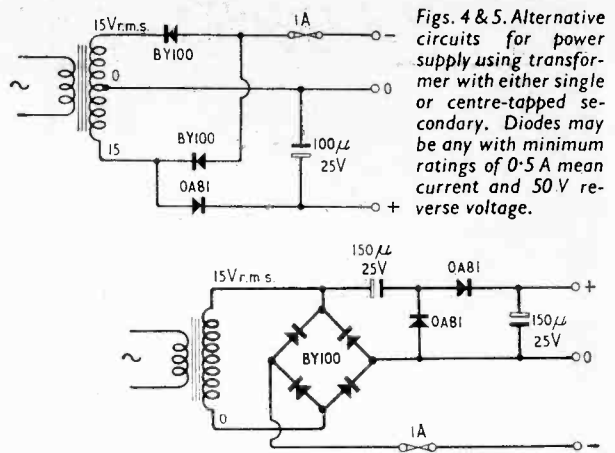 15V r.m.s.
BY100
1A
-
0
0
BY100
100μ
25V
15
OA81
+
Figs. 4 & 5. Alternative
circuits for power
supply using transfor-
mer with either single
or centre-tapped se-
condary. Diodes may
be any with minimum
ratings of 0·5 A mean
current and 50 V re-
verse voltage.
150μ
25V
15V r.m.s.
OA81
+
BY100
OA81
150μ
25V
0
0
1A
-